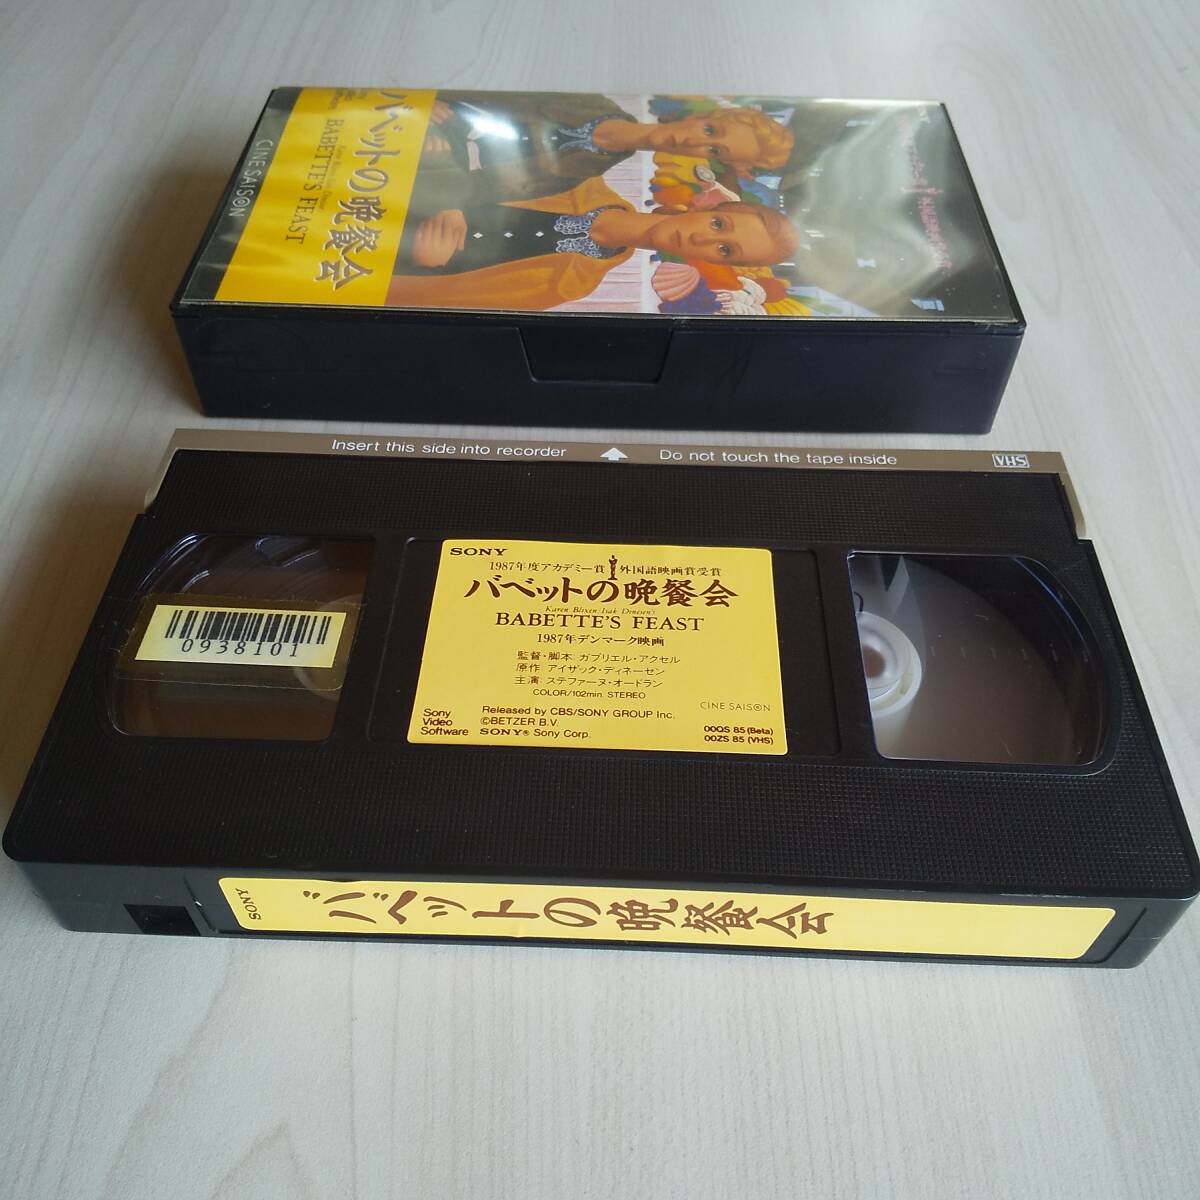 バベットの晩餐会
Karen Blixen/Isak Dinesen's
BABETTE'S FEAST
CINE SAISON
Insert this side into recorder
Do not touch the tape inside
VHS
SONY
1987年度アカデミー賞 外国語映画賞受賞
バベットの晩餐会
Karen Blixen/Isak Dinesen's
BABETTE'S FEAST
1987年デンマーク映画
監督・脚本: ガブリエル・アクセル
原作: アイザック・ディネーセン
主演: ステファーヌ・オードラン
COLOR/102min. STEREO
CINE SAISON
Sony
Video
Software
Released by CBS/SONY GROUP Inc.
©BETZER B.V.
SONY® Sony Corp.
00QS 85 (Beta)
00ZS 85 (VHS)
0938101
SONY
バベットの晩餐会